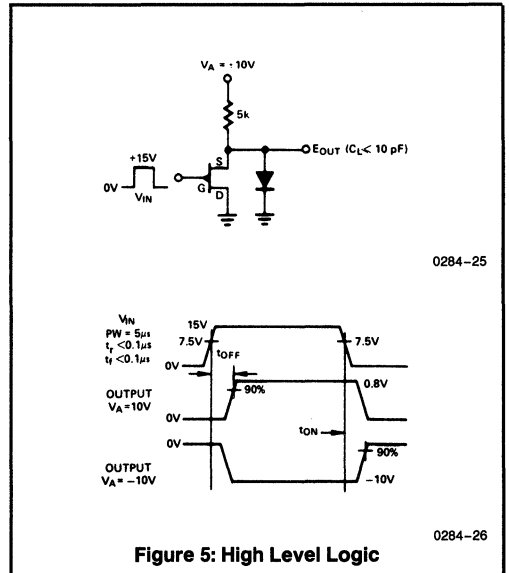 VA = ±10V
5k
EOUT (CL < 10 pF)
+15V
0V
VIN
S
G
D
0284-25
VIN
PW = 5μs
tr <0.1μs
tf <0.1μs
15V
7.5V
0V
7.5V
tOFF
OUTPUT
VA = 10V
0V
90%
0.8V
tON
0V
90%
OUTPUT
VA = -10V
-10V
0284-26
Figure 5: High Level Logic